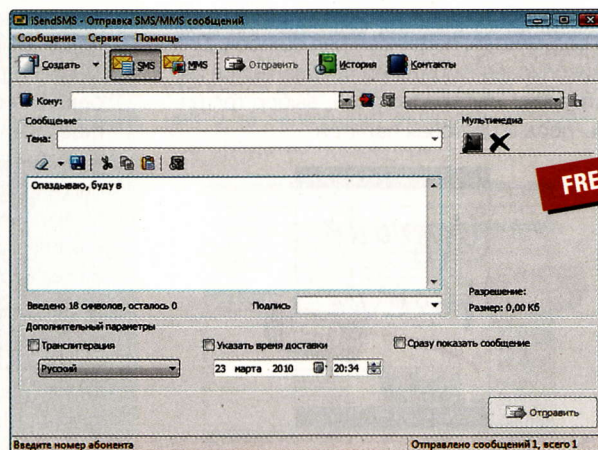 iSendSMS - Отправка SMS/MMS сообщений
Сообщение Сервис Помощь
Создать SMS MMS Отправить История Контакты
Кому:
Сообщение
Мультимедиа
Тема:
FRE
Опаздываю, буду в
Введено 18 символов, осталось 0 Подпись
Разрешение:
Размер: 0,00 Кб
Дополнительный параметры
Транслитерация Указать время доставки Сразу показать сообщение
Русский 23 марта 2010 20:34
Отправить
Введите номер абонента Отправлено сообщений 1, всего 1